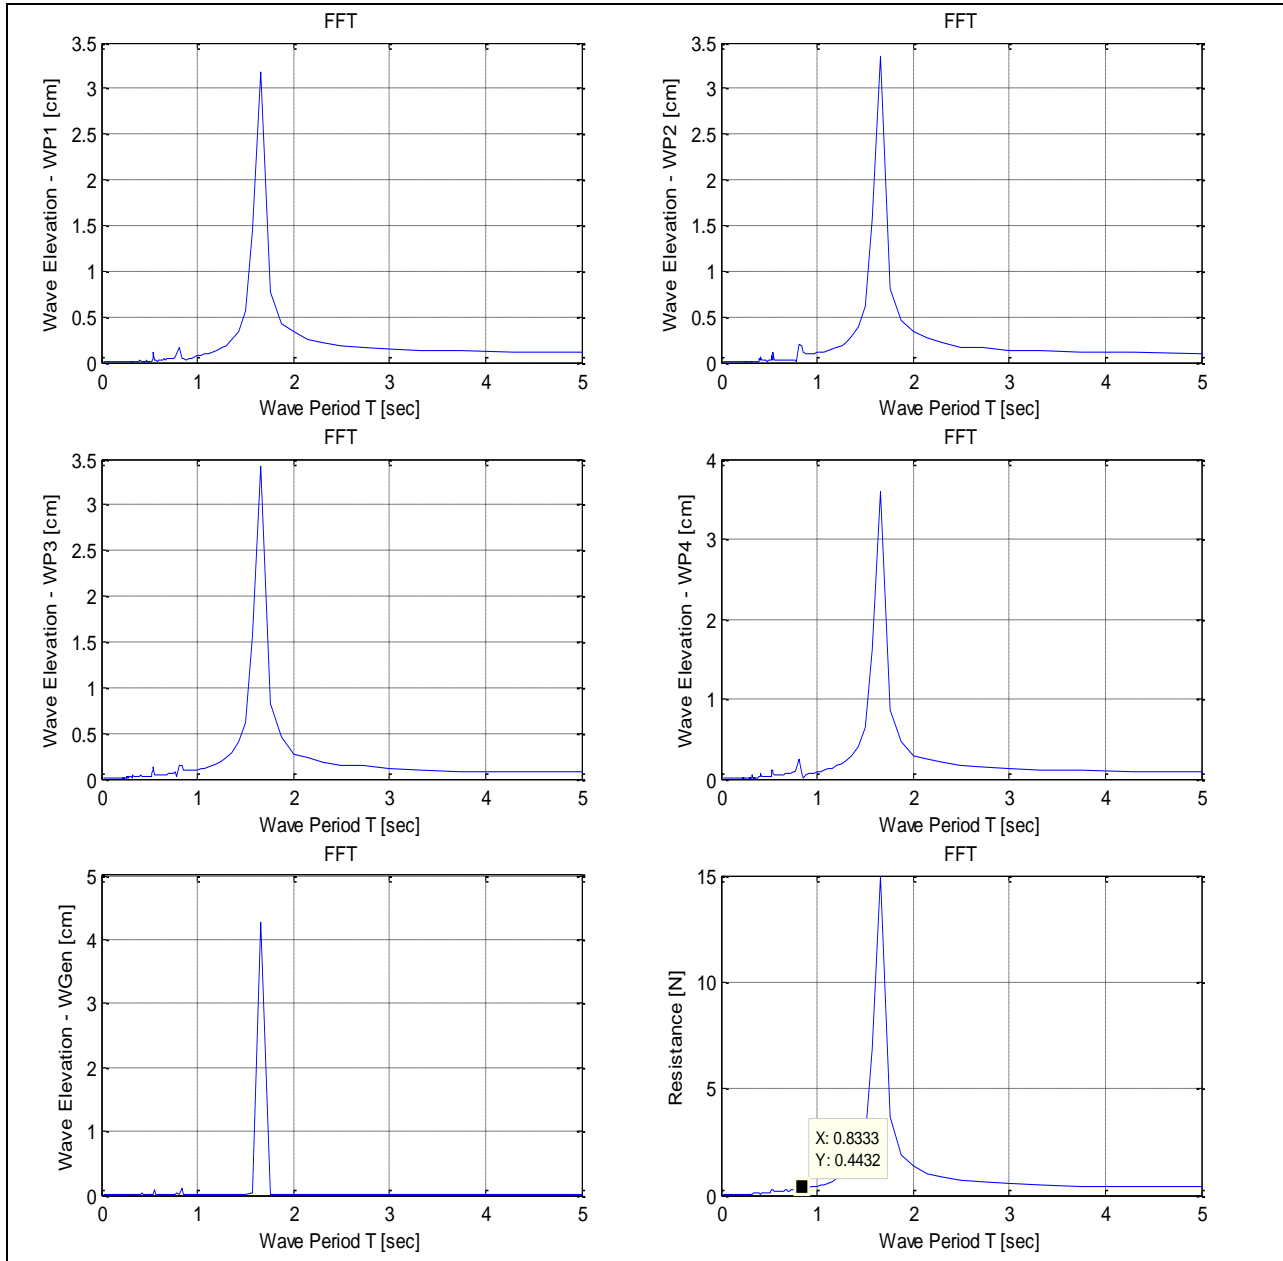 FFT
3.5
3
2.5
2
1.5
1
0.5
0
0 1 2 3 4 5
Wave Elevation - WP1 [cm]
Wave Period T [sec]
FFT
3.5
3
2.5
2
1.5
1
0.5
0
0 1 2 3 4 5
Wave Elevation - WP2 [cm]
Wave Period T [sec]
FFT
3.5
3
2.5
2
1.5
1
0.5
0
0 1 2 3 4 5
Wave Elevation - WP3 [cm]
Wave Period T [sec]
FFT
4
3
2
1
0
0 1 2 3 4 5
Wave Elevation - WP4 [cm]
Wave Period T [sec]
FFT
5
4
3
2
1
0
0 1 2 3 4 5
Wave Elevation - WGen [cm]
Wave Period T [sec]
FFT
15
10
5
0
0 1 2 3 4 5
Resistance [N]
X: 0.8333
Y: 0.4432
Wave Period T [sec]